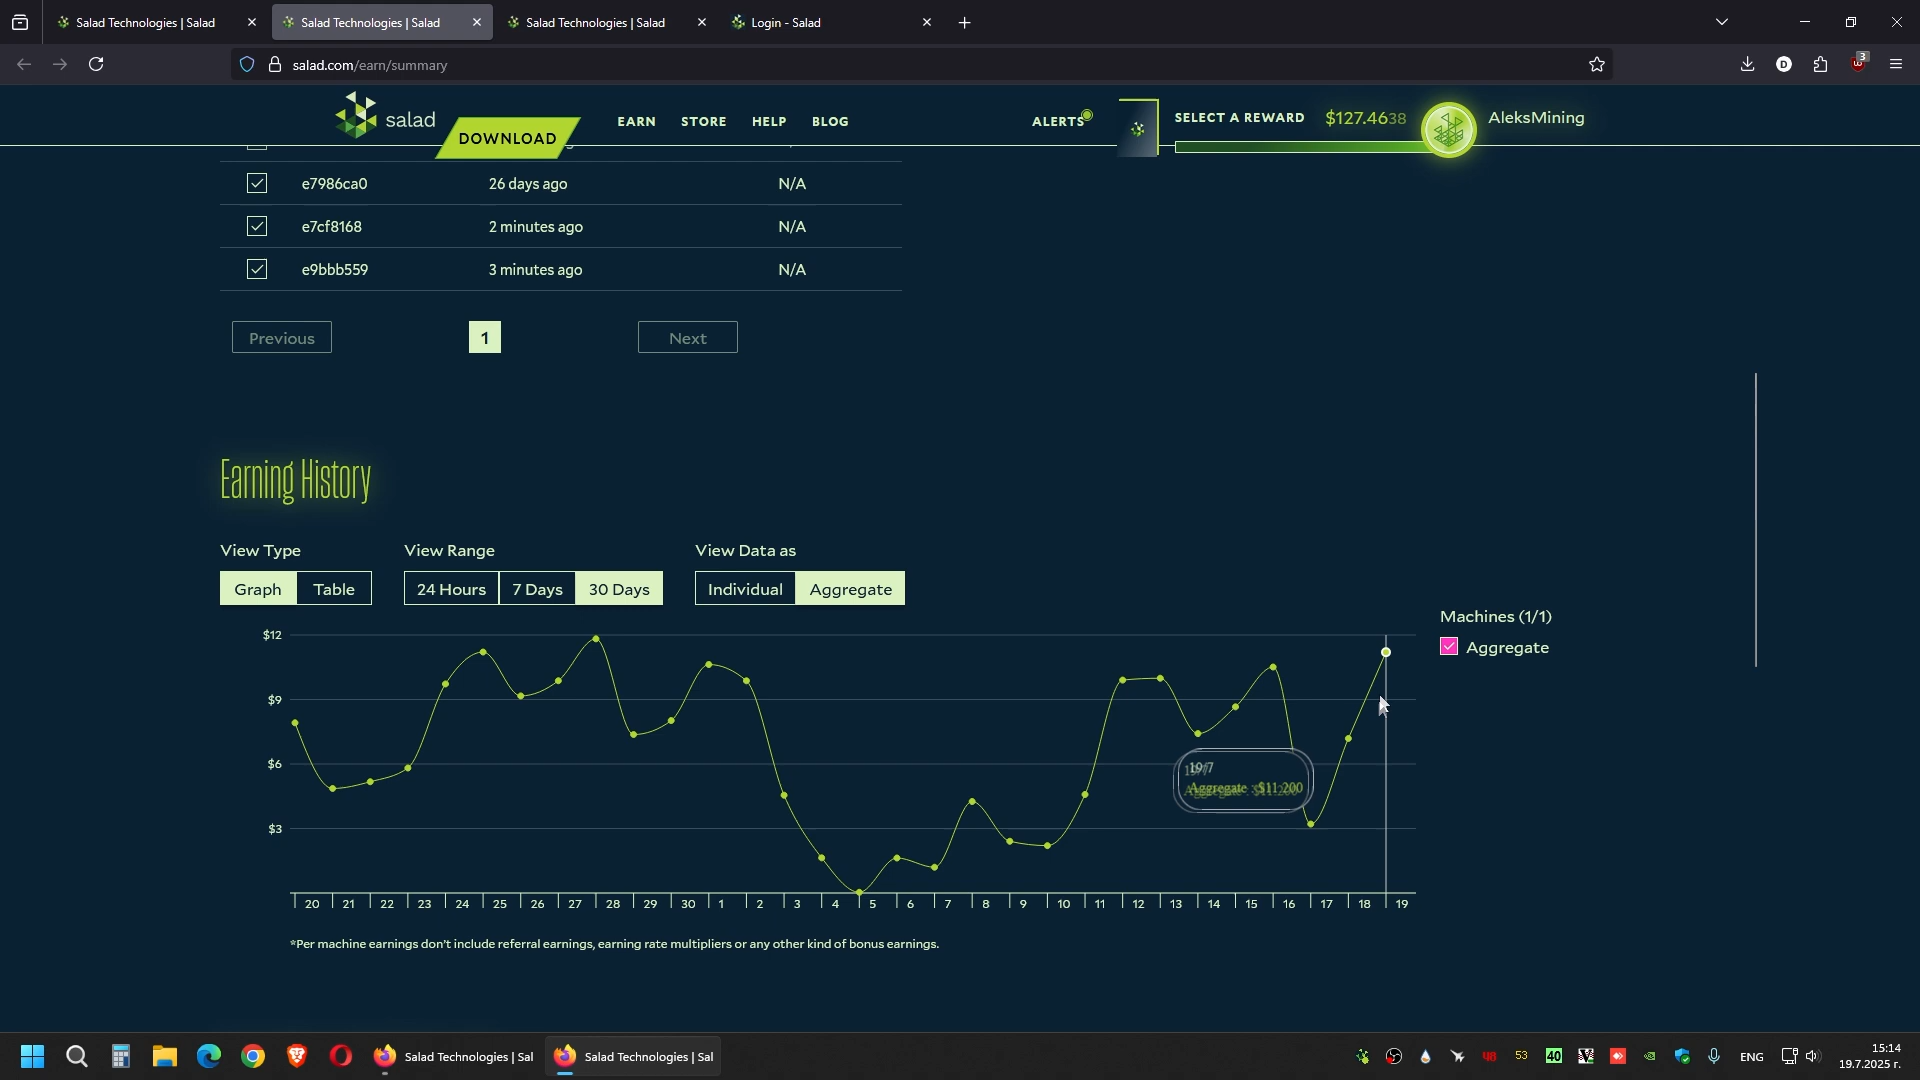 Salad Technologies | Salad
Salad Technologies | Salad
Salad Technologies | Salad
Login - Salad
salad.com/earn/summary
D
3
salad
DOWNLOAD
EARN
STORE
HELP
BLOG
ALERTS
SELECT A REWARD
$127.4638
AleksMining
e7986ca0 26 days ago N/A
e7cf8168 2 minutes ago N/A
e9bbb559 3 minutes ago N/A
Previous 1 Next
Earning History
View Type View Range View Data as
Graph Table 24 Hours 7 Days 30 Days Individual Aggregate
Machines (1/1)
Aggregate
$12
$9
$6
$3
19/7
Aggregate : $11.200
20 21 22 23 24 25 26 27 28 29 30 1 2 3 4 5 6 7 8 9 10 11 12 13 14 15 16 17 18 19
*Per machine earnings don't include referral earnings, earning rate multipliers or any other kind of bonus earnings.
Salad Technologies | Sal
Salad Technologies | Sal
53
40
ENG
15:14
19.7.2025 г.